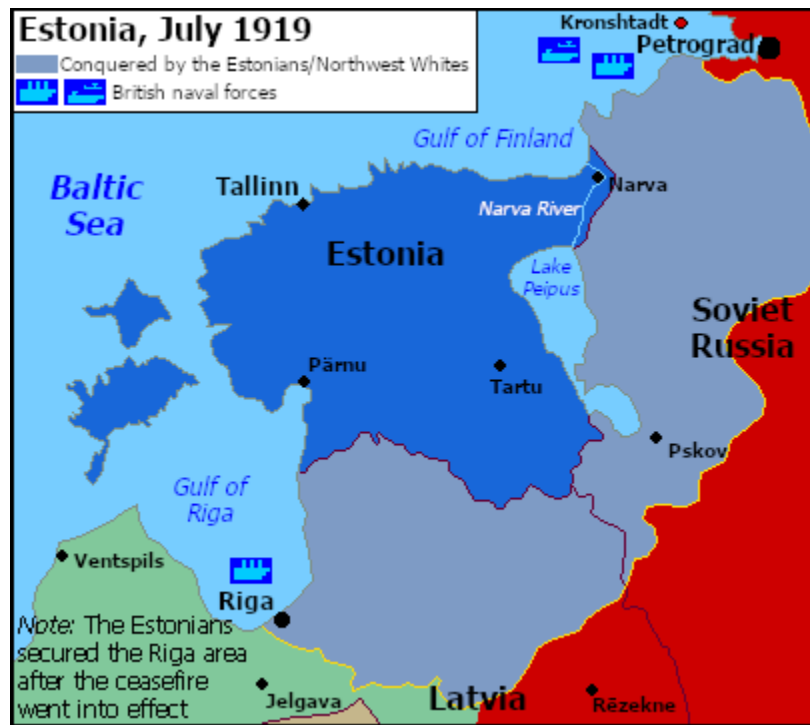 Estonia, July 1919
Conquered by the Estonians/Northwest Whites
British naval forces
Kronshtadt
Petrograd
Gulf of Finland
Baltic
Sea
Tallinn
Narva
Narva River
Estonia
Lake
Peipus
Soviet
Russia
Pärnu
Tartu
Pskov
Gulf of
Riga
Ventspils
Riga
Note: The Estonians
secured the Riga area
after the ceasefire
went into effect
Jelgava
Latvia
Rēzekne